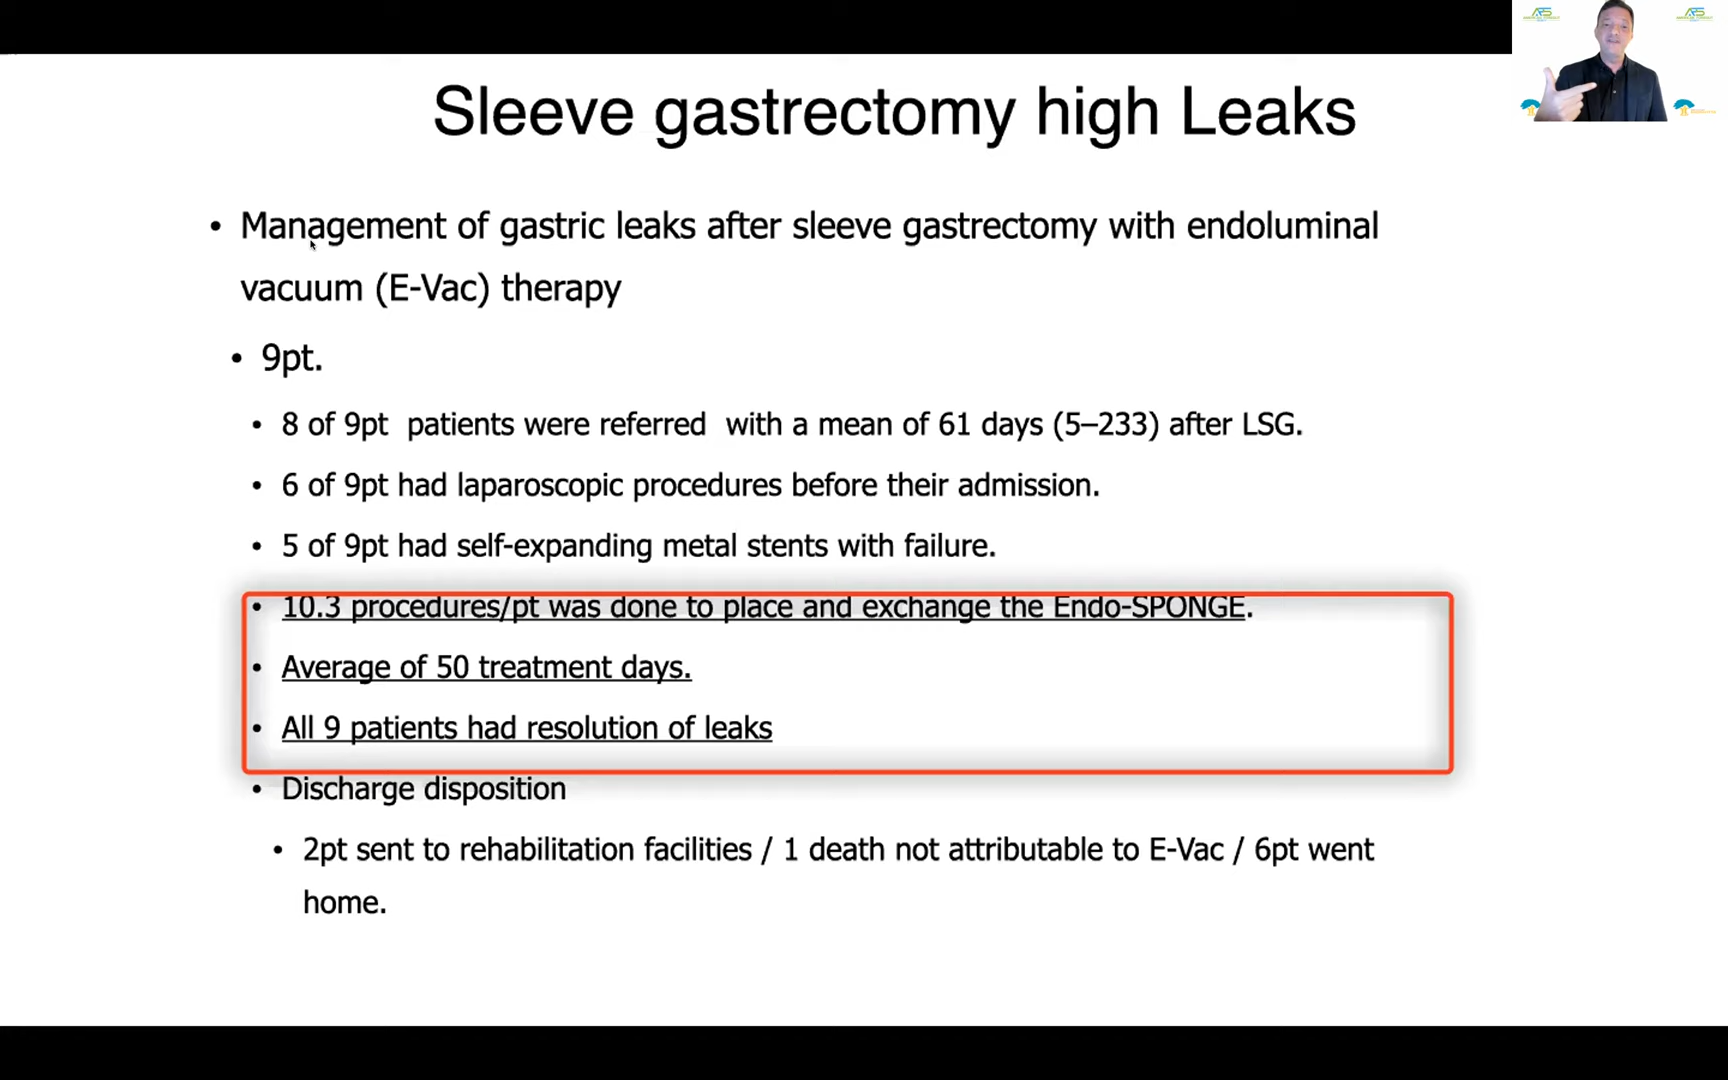 Sleeve gastrectomy high Leaks
• Management of gastric leaks after sleeve gastrectomy with endoluminal
vacuum (E-Vac) therapy
• 9pt.
• 8 of 9pt patients were referred with a mean of 61 days (5–233) after LSG.
• 6 of 9pt had laparoscopic procedures before their admission.
• 5 of 9pt had self-expanding metal stents with failure.
• 10.3 procedures/pt was done to place and exchange the Endo-SPONGE.
• Average of 50 treatment days.
• All 9 patients had resolution of leaks
• Discharge disposition
• 2pt sent to rehabilitation facilities / 1 death not attributable to E-Vac / 6pt went
home.